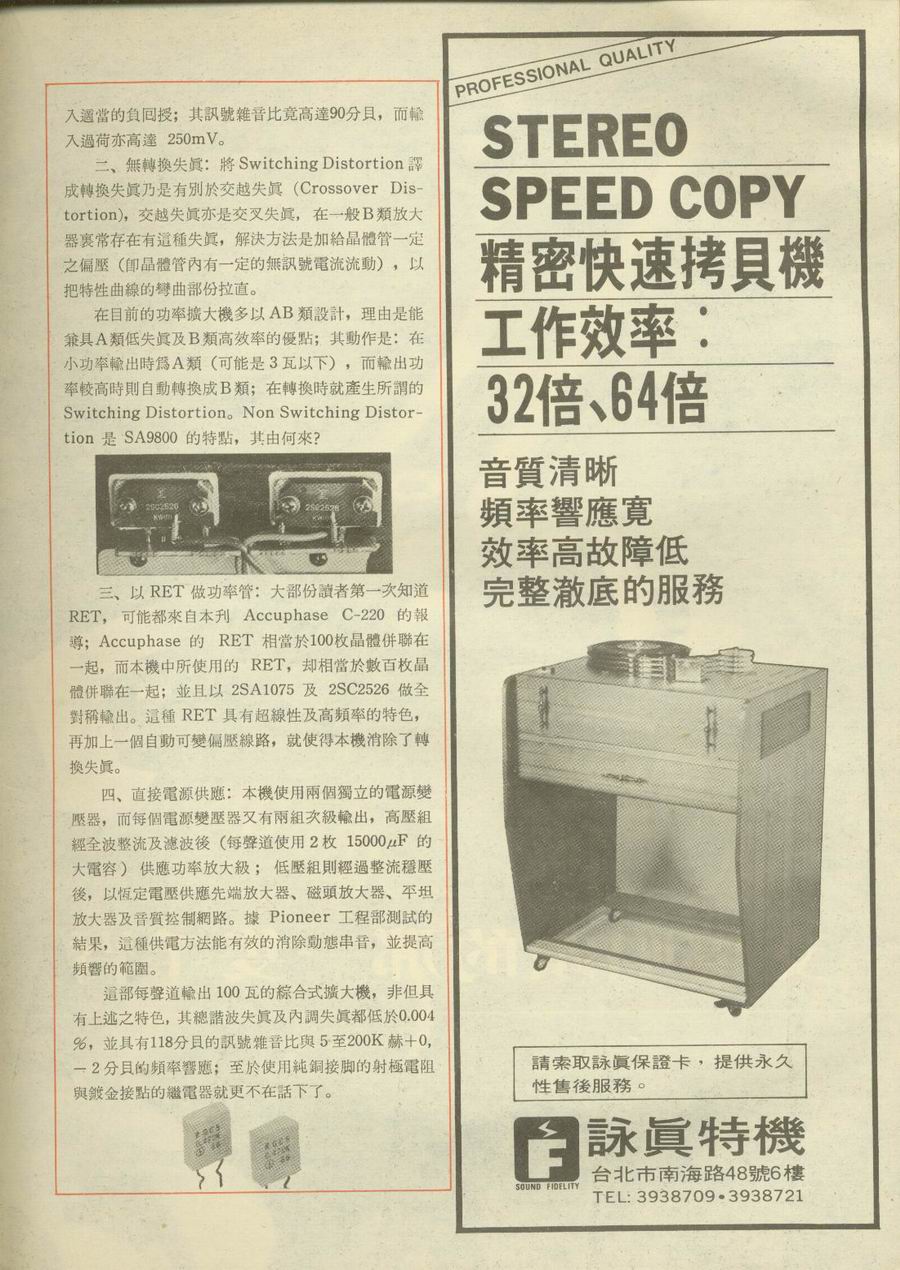 入適當的負回授；其訊號雜音比竟高達90分貝，而輸
入過荷亦高達 250mV。
二、無轉換失眞：將 Switching Distortion 譯
成轉換失眞乃是有別於交越失眞（Crossover Dis-
tortion)，交越失眞亦是交叉失眞，在一般B類放大
器裏常存在有這種失眞，解決方法是加給晶體管一定
之偏壓（卽晶體管內有一定的無訊號電流流動），以
把特性曲線的彎曲部份拉直。
在目前的功率擴大機多以 AB 類設計，理由是能
兼具A類低失眞及B類高效率的優點；其動作是：在
小功率輸出時爲A類（可能是 3 瓦以下），而輸出功
率較高時則自動轉換成B類；在轉換時就產生所謂的
Switching Distortion。Non Switching Distor-
tion 是 SA9800 的特點，其由何來？
2SC2526
2SC2526
三、以 RET 做功率管：大部份讀者第一次知道
RET，可能都來自本刋 Accuphase C-220 的報
導；Accuphase 的 RET 相當於100枚晶體併聯在
一起，而本機中所使用的 RET，却相當於數百枚晶
體併聯在一起；並且以 2SA1075 及 2SC2526 做全
對稱輸出。這種 RET 具有超線性及高頻率的特色，
再加上一個自動可變偏壓線路，就使得本機消除了轉
換失眞。
四、直接電源供應：本機使用兩個獨立的電源變
壓器，而每個電源變壓器又有兩組次級輸出，高壓組
經全波整流及濾波後（每聲道使用 2 枚 15000μF 的
大電容）供應功率放大級；低壓組則經過整流穩壓
後，以恆定電壓供應先端放大器、磁頭放大器、平坦
放大器及音質控制網路。據 Pioneer 工程部測試的
結果，這種供電方法能有效的消除動態串音，並提高
頻響的範圍。
這部每聲道輸出 100 瓦的綜合式擴大機，非但具
有上述之特色，其總諧波失眞及內調失眞都低於0.004
％，並具有118分貝的訊號雜音比與 5 至200K 赫＋0,
－2 分貝的頻率響應；至於使用純銅接脚的射極電阻
與鍍金接點的繼電器就更不在話下了。
PROFESSIONAL QUALITY
STEREO
SPEED COPY
精密快速拷貝機
工作效率：
32倍、64倍
音質清晰
頻率響應寬
效率高故障低
完整澈底的服務
請索取詠眞保證卡，提供永久
性售後服務。
詠眞特機
SOUND FIDELITY
台北市南海路48號6樓
TEL: 3938709•3938721